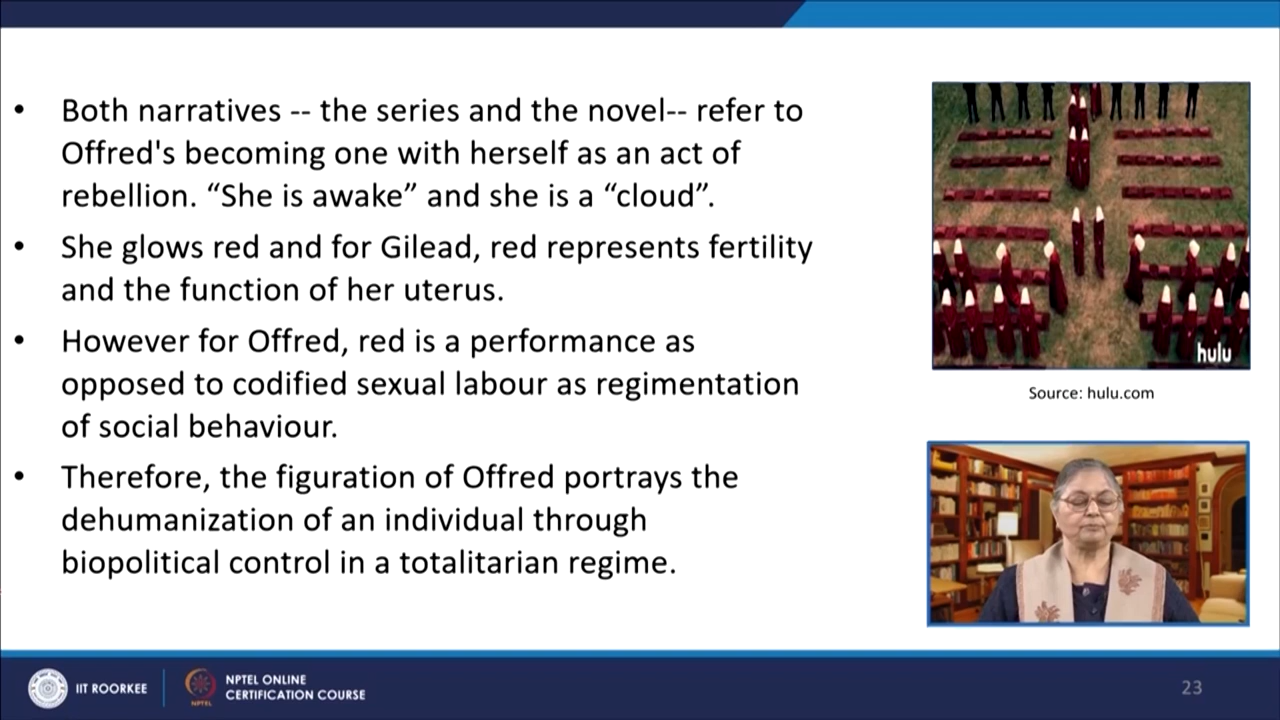 • Both narratives -- the series and the novel-- refer to
Offred's becoming one with herself as an act of
rebellion. “She is awake” and she is a “cloud”.
• She glows red and for Gilead, red represents fertility
and the function of her uterus.
• However for Offred, red is a performance as
opposed to codified sexual labour as regimentation
of social behaviour.
• Therefore, the figuration of Offred portrays the
dehumanization of an individual through
biopolitical control in a totalitarian regime.
hulu
Source: hulu.com
IIT ROORKEE
NPTEL
NPTEL ONLINE
CERTIFICATION COURSE
23